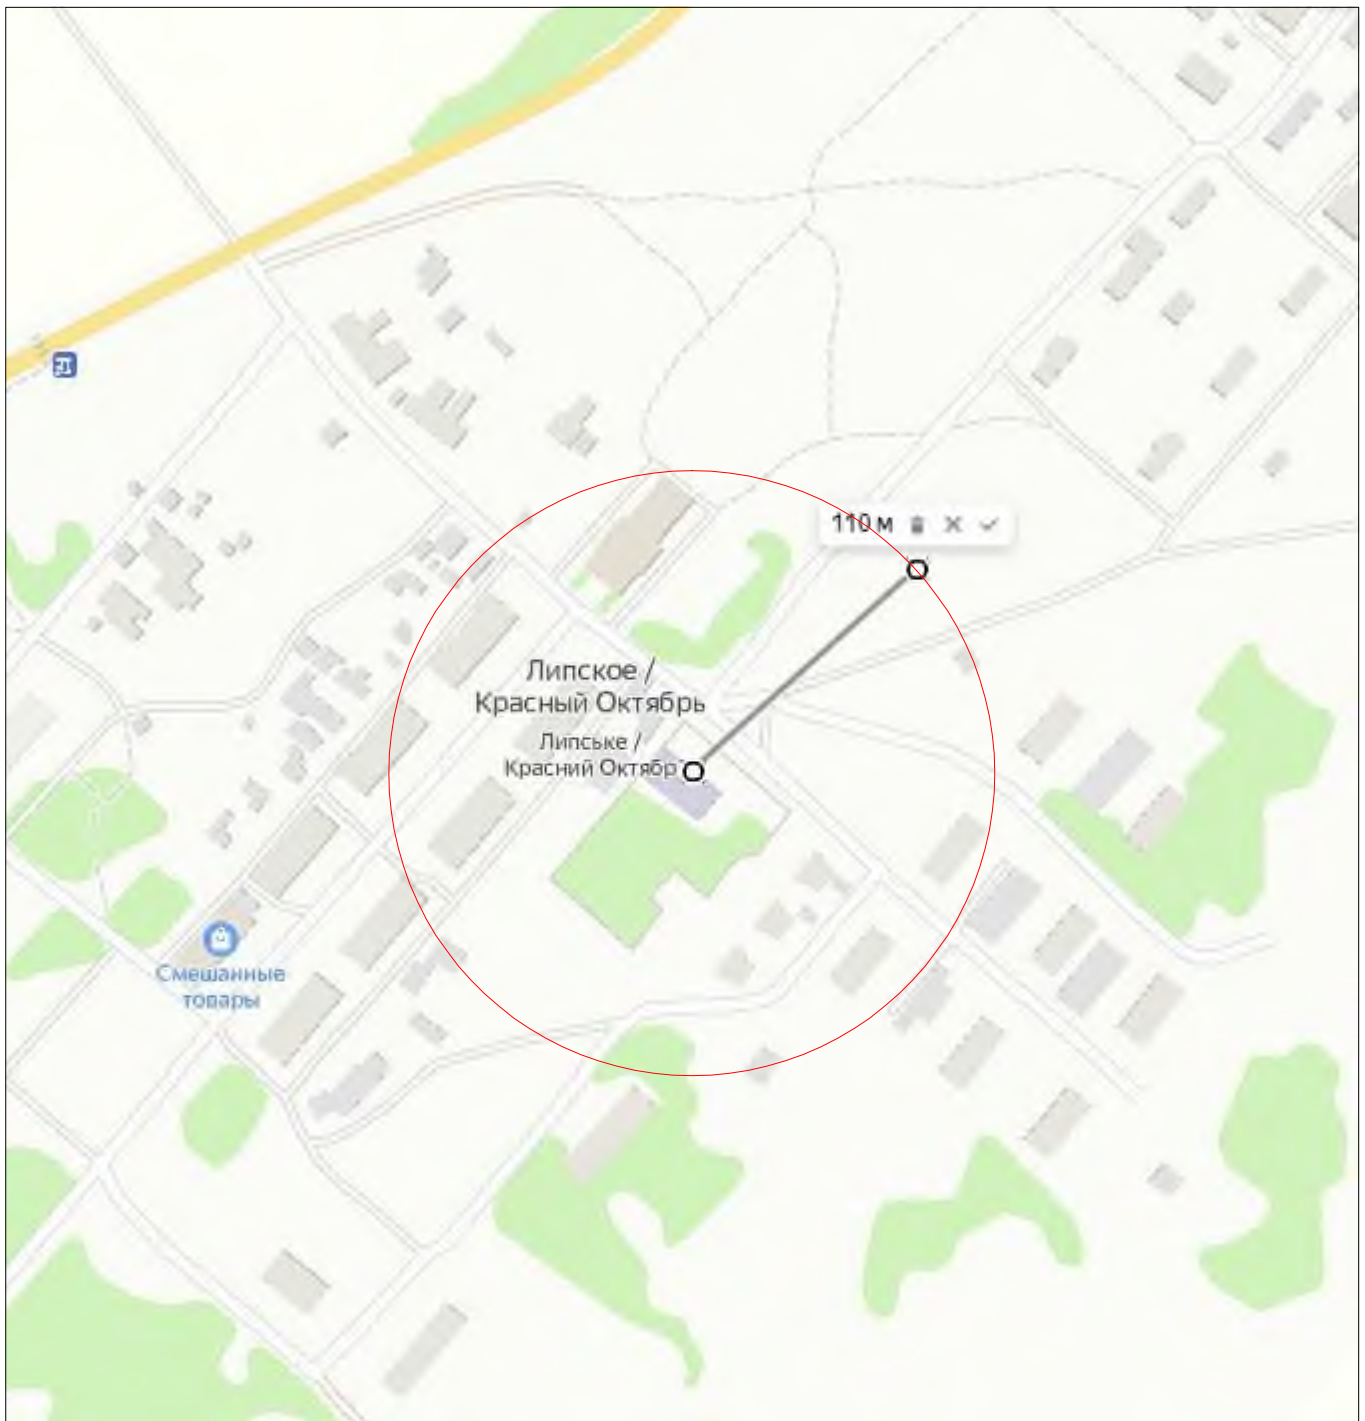 110 м
Липское /
Красный Октябрь
Липське /
Красний Октябр
Смешанные
товары